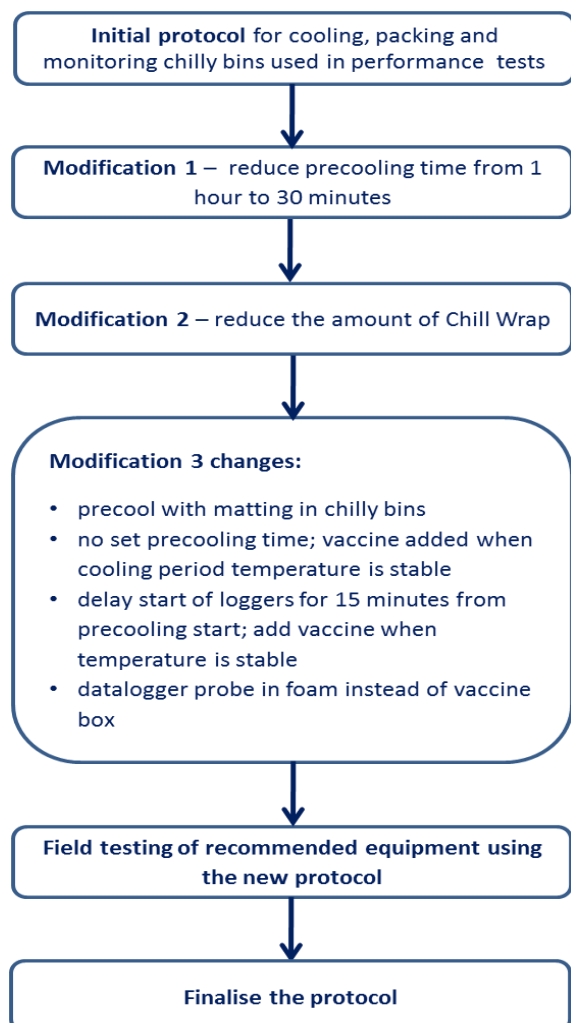 Initial protocol for cooling, packing and
monitoring chilly bins used in performance tests
Modification 1 – reduce precooling time from 1
hour to 30 minutes
Modification 2 – reduce the amount of Chill Wrap
Modification 3 changes:
• precool with matting in chilly bins
• no set precooling time; vaccine added when
cooling period temperature is stable
• delay start of loggers for 15 minutes from
precooling start; add vaccine when
temperature is stable
• datalogger probe in foam instead of vaccine
box
Field testing of recommended equipment using
the new protocol
Finalise the protocol